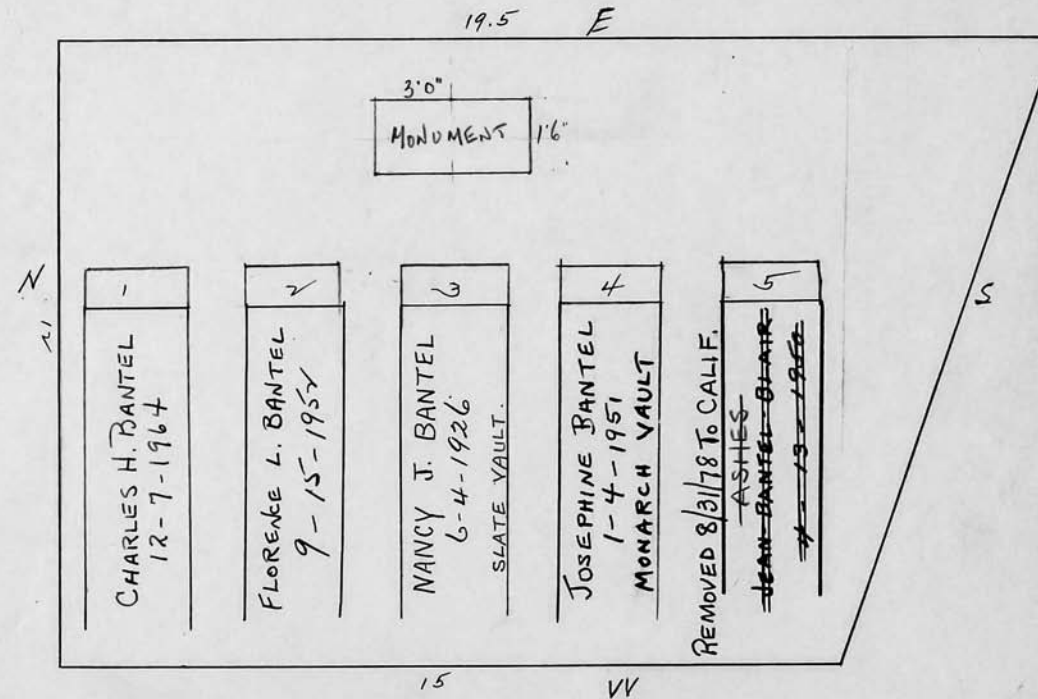 19.5 E
3'0"
MONUMENT 1'6"
N
S
1
CHARLES H. BANTEL
12-7-1964
2
FLORENCE L. BANTEL
9-15-1952
3
NANCY J. BANTEL
6-4-1926
SLATE VAULT.
4
JOSEPHINE BANTEL
1-4-1951
MONARCH VAULT
5
REMOVED 8/31/78 TO CALIF.
ASHES
JEAN BANTEL BLAIR
15 W